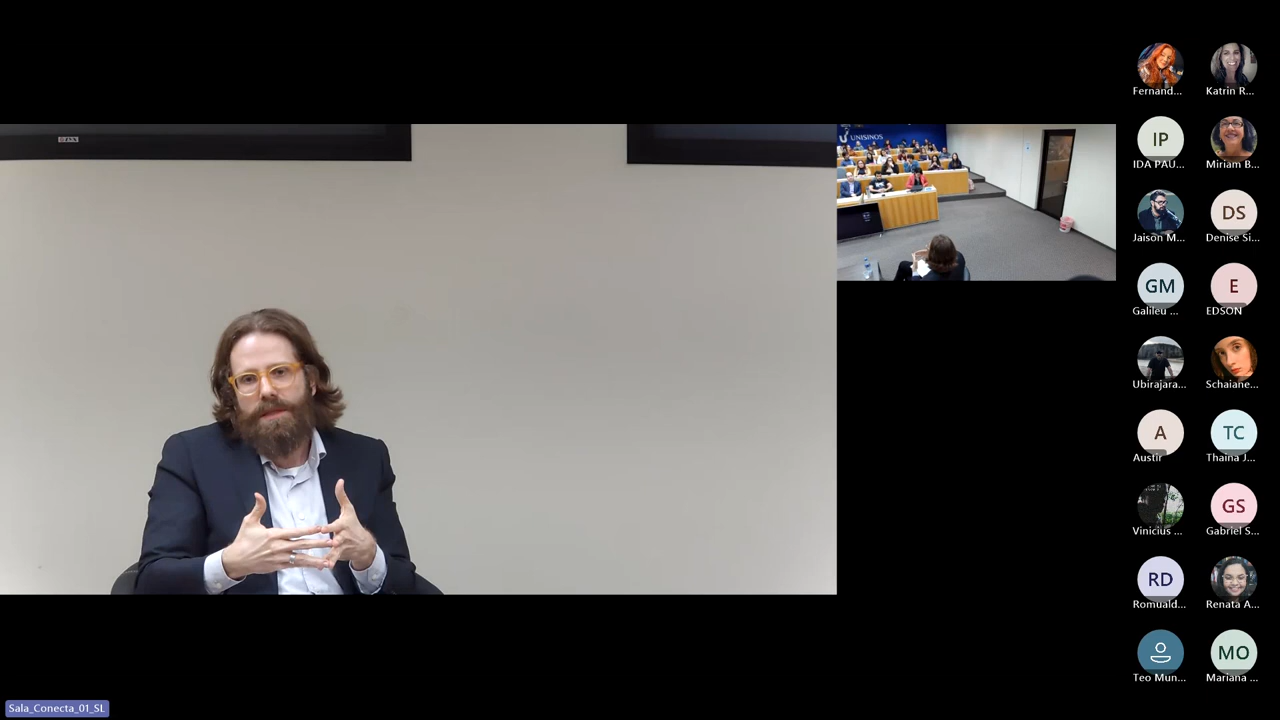 UNISINOS
Fernand...
Katrin R...
IP
IDA PAU...
Miriam B...
Jaison M...
DS
Denise Si...
GM
Galileu ...
E
EDSON
Ubirajara...
Schaiane...
A
Austir
TC
Thaina J...
Vinicius ...
GS
Gabriel S...
RD
Romuald...
Renata A...
Teo Mun...
MO
Mariana ...
Sala_Conecta_01_SL